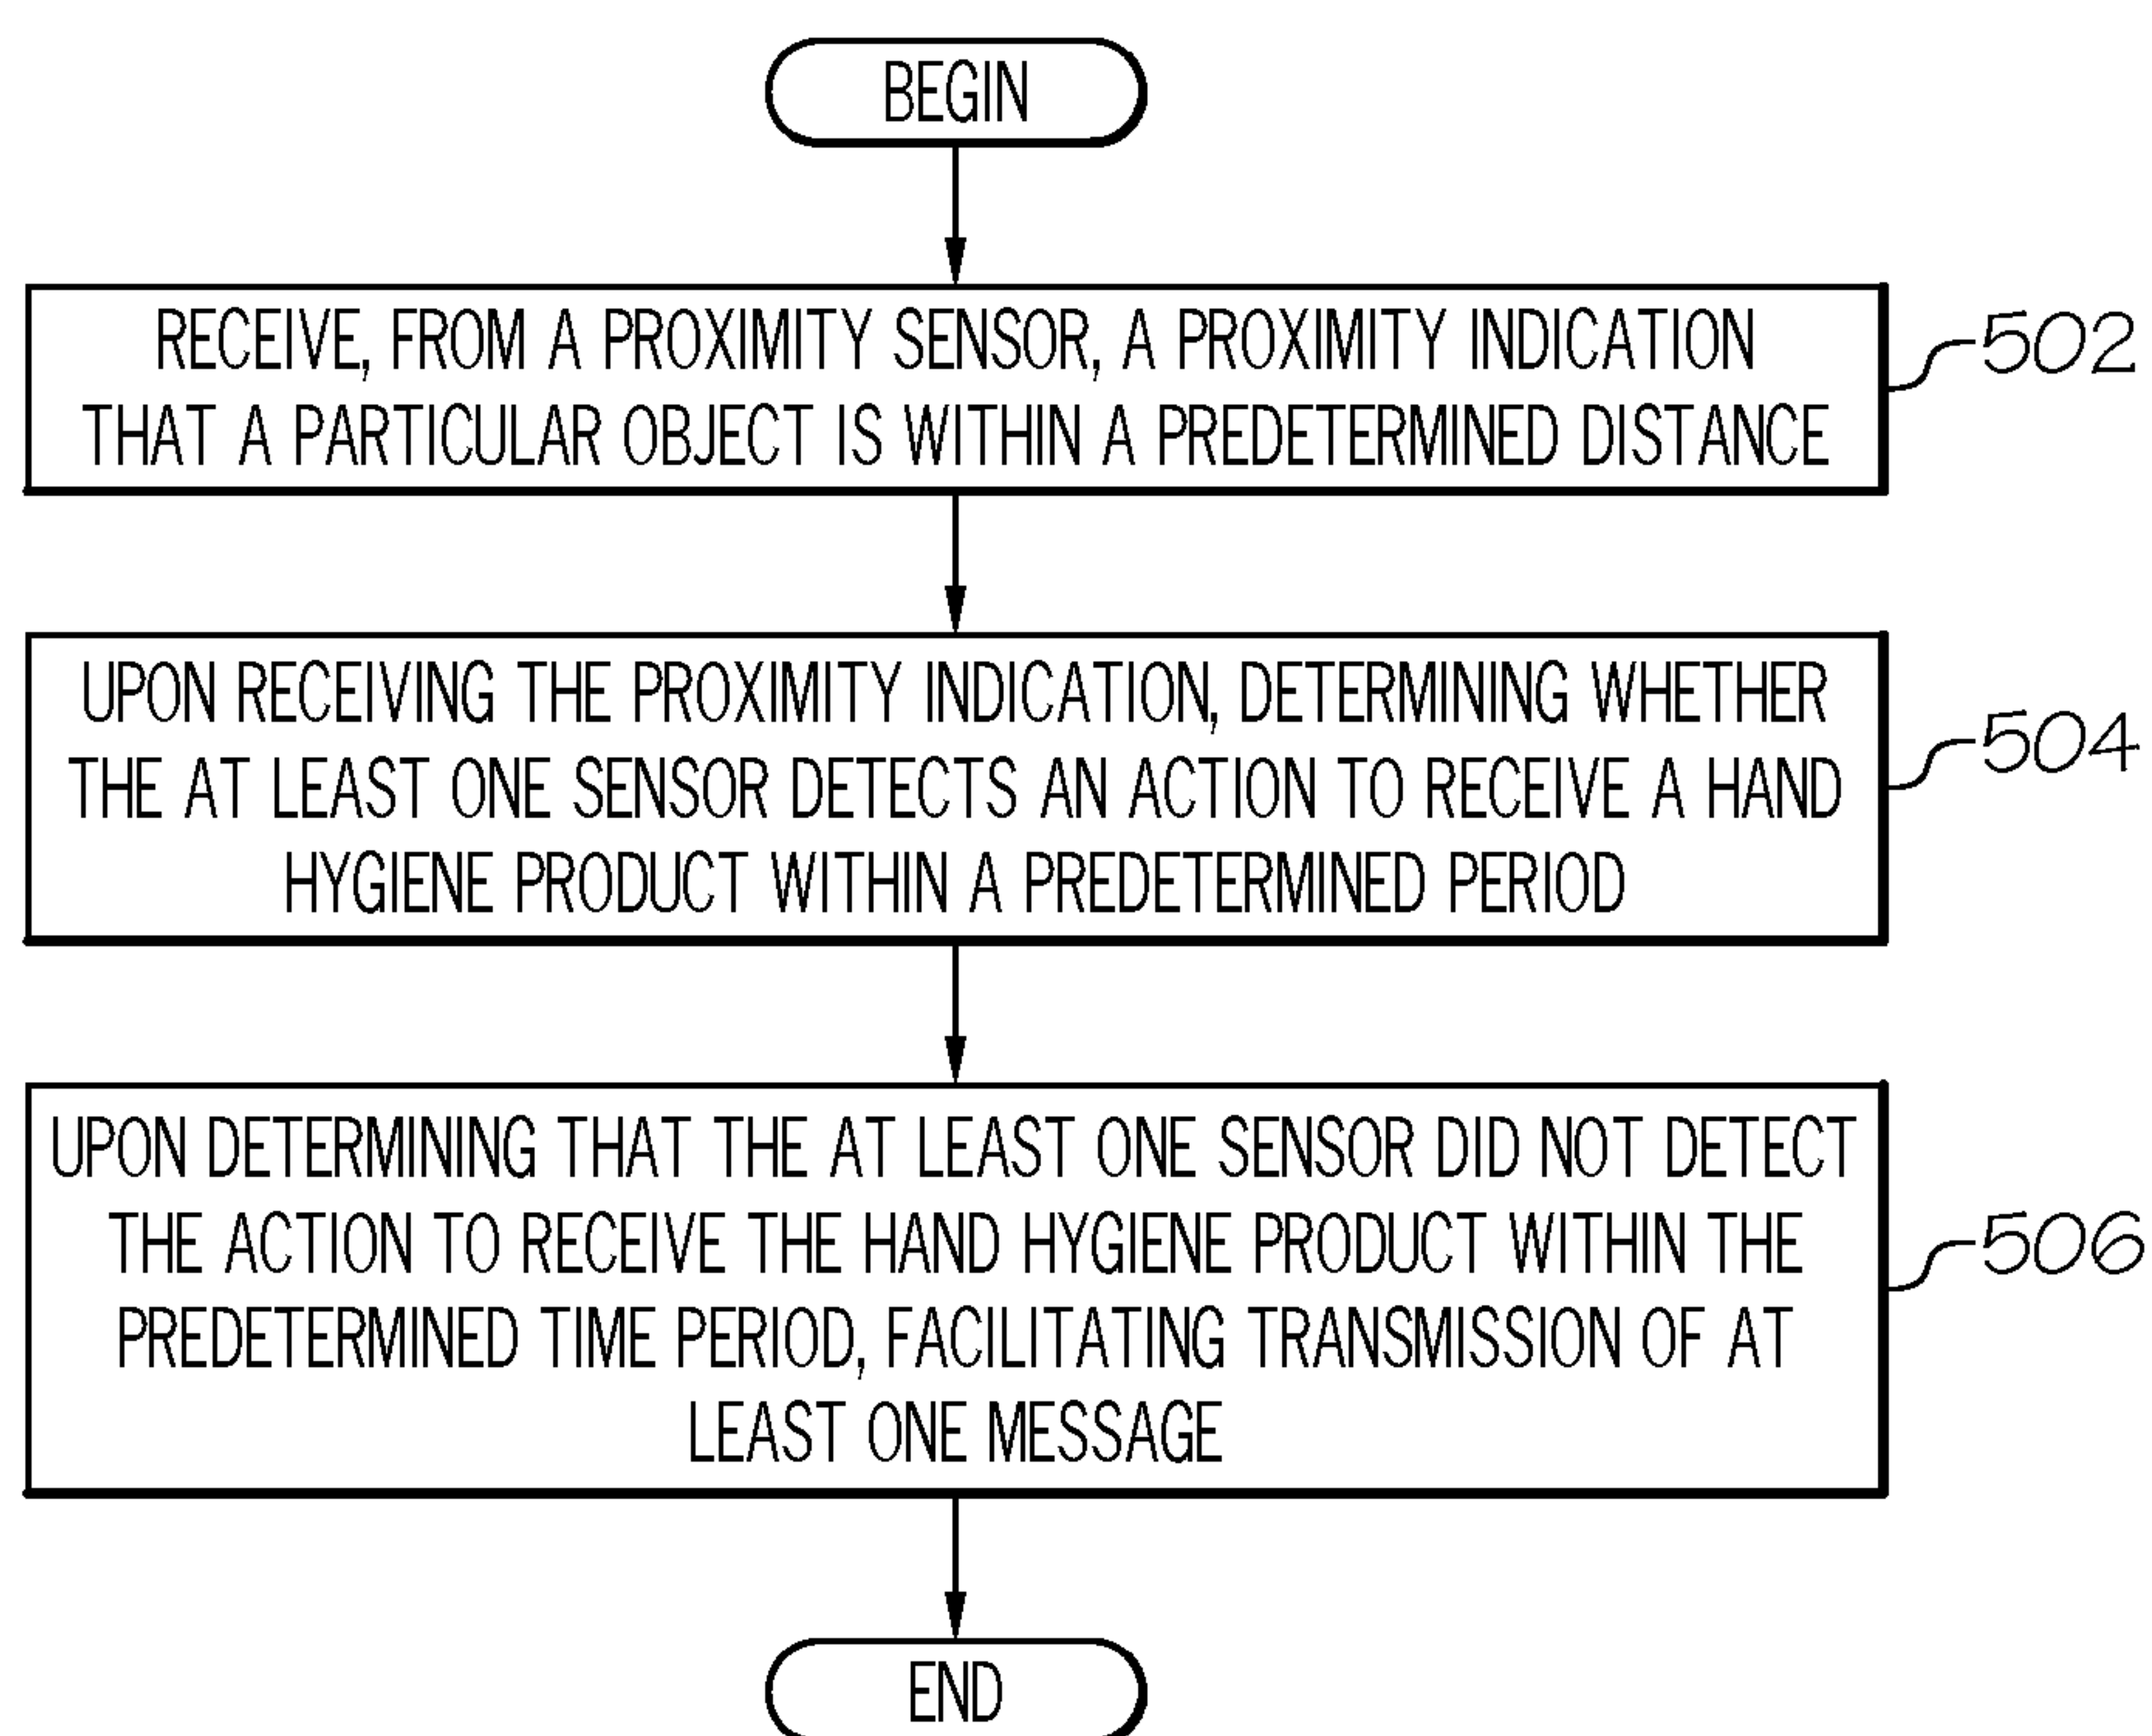 BEGIN
RECEIVE, FROM A PROXIMITY SENSOR, A PROXIMITY INDICATION
THAT A PARTICULAR OBJECT IS WITHIN A PREDETERMINED DISTANCE
502
UPON RECEIVING THE PROXIMITY INDICATION, DETERMINING WHETHER
THE AT LEAST ONE SENSOR DETECTS AN ACTION TO RECEIVE A HAND
HYGIENE PRODUCT WITHIN A PREDETERMINED PERIOD
504
UPON DETERMINING THAT THE AT LEAST ONE SENSOR DID NOT DETECT
THE ACTION TO RECEIVE THE HAND HYGIENE PRODUCT WITHIN THE
PREDETERMINED TIME PERIOD, FACILITATING TRANSMISSION OF AT
LEAST ONE MESSAGE
506
END